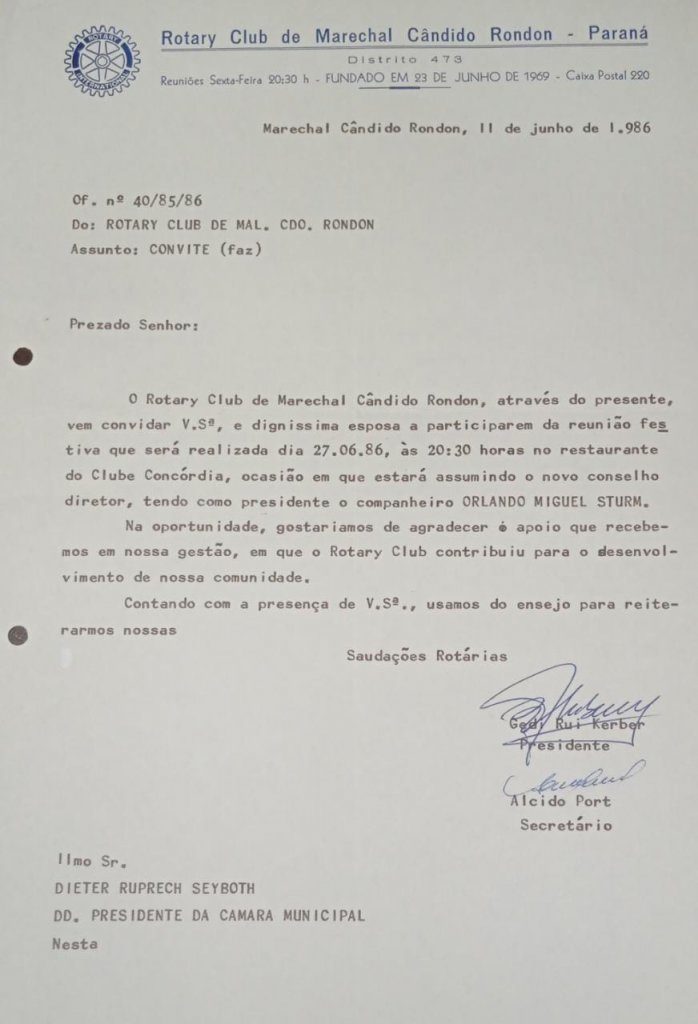 ROTARY
INTERNATIONAL
Rotary Club de Marechal Cândido Rondon - Paraná
Distrito 473
Reuniões Sexta-Feira 20:30 h - FUNDADO EM 23 DE JUNHO DE 1969 - Caixa Postal 220
Marechal Cândido Rondon, 11 de junho de 1.986
Of. nº 40/85/86
Do: ROTARY CLUB DE MAL. CDO. RONDON
Assunto: CONVITE (faz)
Prezado Senhor:
O Rotary Club de Marechal Cândido Rondon, através do presente,
vem convidar V.Sª, e dignissima esposa a participarem da reunião fes
tiva que será realizada dia 27.06.86, às 20:30 horas no restaurante
do Clube Concórdia, ocasião em que estará assumindo o novo conselho
diretor, tendo como presidente o companheiro ORLANDO MIGUEL STURM.
Na oportunidade, gostariamos de agradecer o apoio que recebe-
mos em nossa gestão, em que o Rotary Club contribuiu para o desenvol-
vimento de nossa comunidade.
Contando com a presença de V.Sª., usamos do ensejo para reite-
rarmos nossas
Saudações Rotárias
Gedi Rui Kerber
Presidente
Alcido Port
Secretário
Ilmo Sr.
DIETER RUPRECH SEYBOTH
DD. PRESIDENTE DA CAMARA MUNICIPAL
Nesta